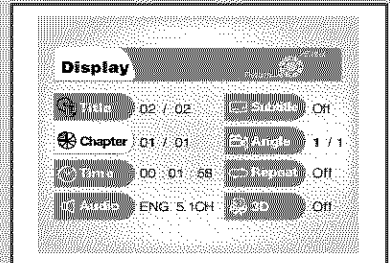 Display
Title 02 / 02 Subtitle Off
Chapter 01 / 01 Angle 1 / 1
Time 00 : 01 : 58 Repeat Off
Audio ENG 5.1CH 3D Off